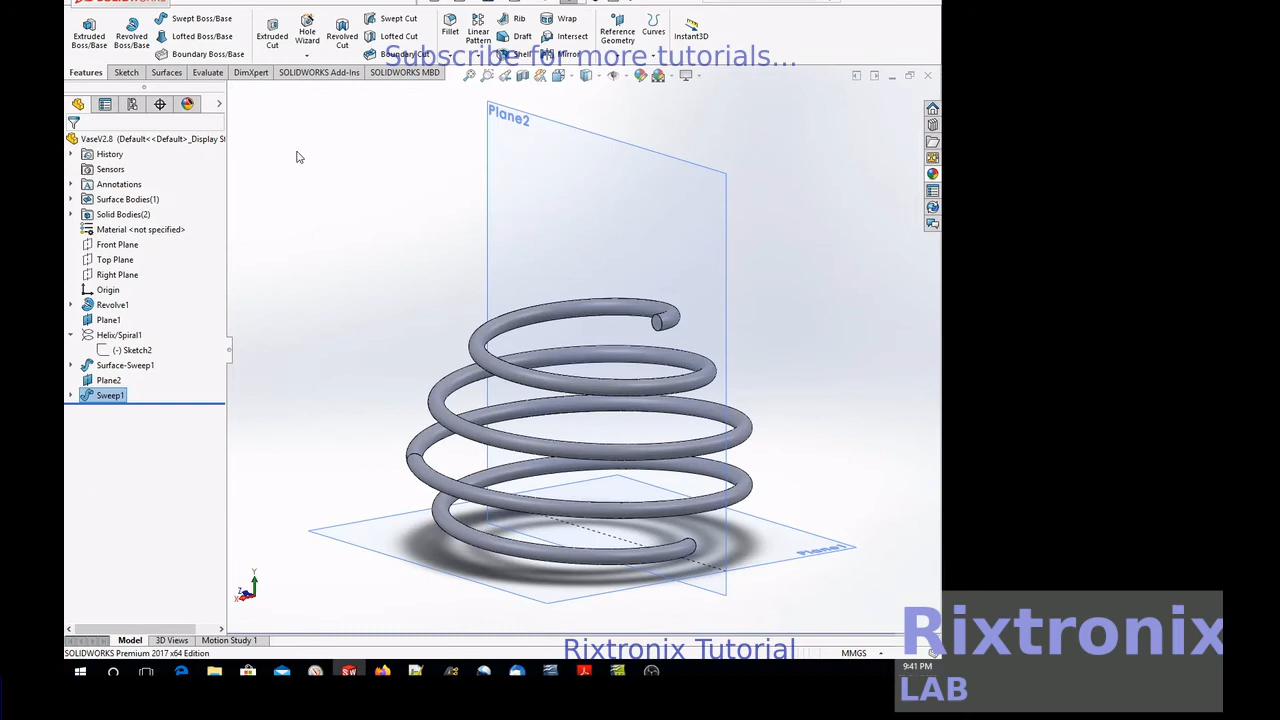 SOLIDWORKS
Extruded Boss/Base
Revolved Boss/Base
Swept Boss/Base
Lofted Boss/Base
Boundary Boss/Base
Extruded Cut
Hole Wizard
Revolved Cut
Swept Cut
Lofted Cut
Boundary Cut
Fillet
Linear Pattern
Rib
Draft
Shell
Wrap
Intersect
Mirror
Reference Geometry
Curves
Instant3D
Subscribe for more tutorials...
Features Sketch Surfaces Evaluate DimXpert SOLIDWORKS Add-Ins SOLIDWORKS MBD
VaseV2.8 (Default<<Default>_Display St
History
Sensors
Annotations
Surface Bodies(1)
Solid Bodies(2)
Material <not specified>
Front Plane
Top Plane
Right Plane
Origin
Revolve1
Plane1
Helix/Spiral1
(-) Sketch2
Surface-Sweep1
Plane2
Sweep1
Plane2
Plane1
Y
Z
X
Model 3D Views Motion Study 1
SOLIDWORKS Premium 2017 x64 Edition
MMGS
Rixtronix Tutorial
9:41 PM
Rixtronix
LAB